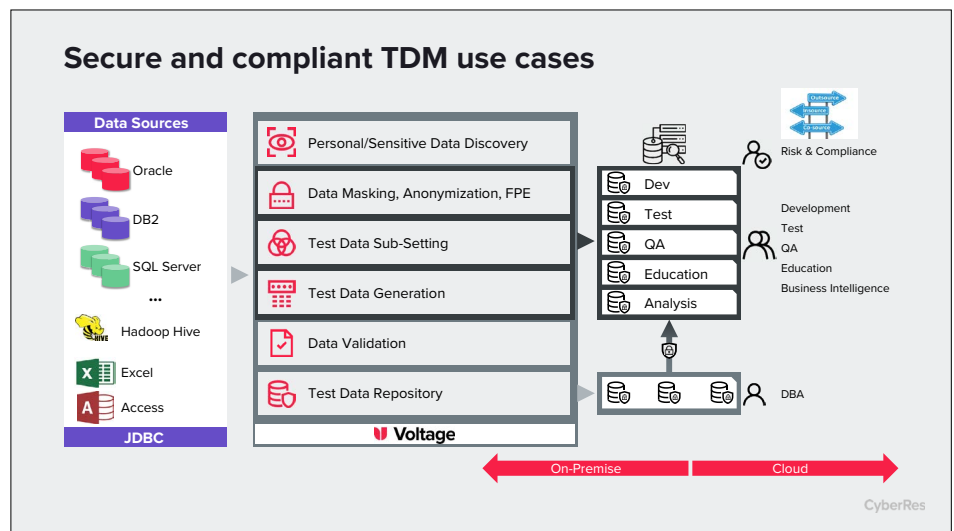 Secure and compliant TDM use cases
Data Sources
Oracle
DB2
SQL Server
...
HIVE
Hadoop Hive
X
Excel
A
Access
JDBC
Personal/Sensitive Data Discovery
Data Masking, Anonymization, FPE
Test Data Sub-Setting
Test Data Generation
Data Validation
Test Data Repository
Voltage
Dev
Test
QA
Education
Analysis
Outsource
Insource
Co-source
Risk & Compliance
Development
Test
QA
Education
Business Intelligence
DBA
On-Premise
Cloud
CyberRes